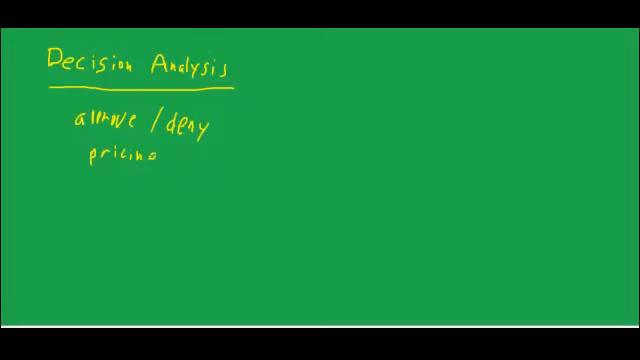 Decision Analysis
approve / deny
pricing